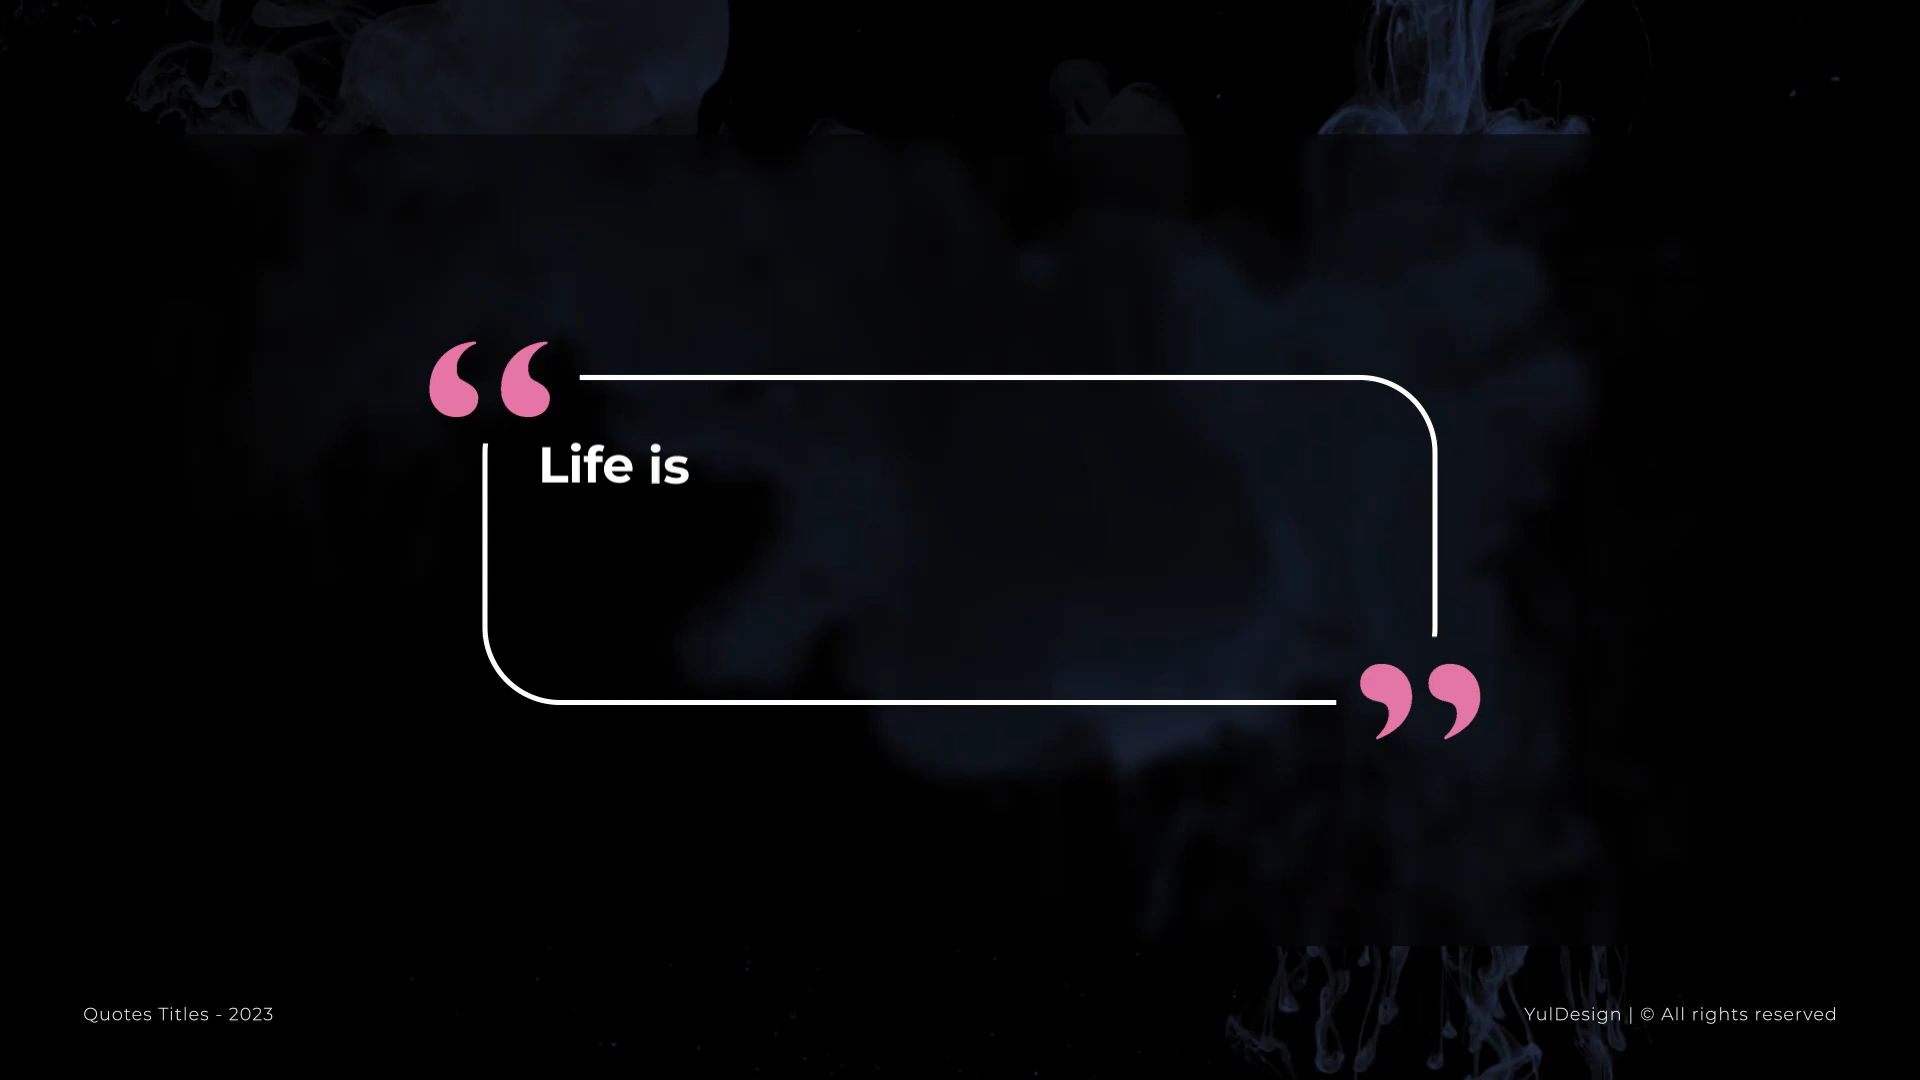 “
Life is
”
Quotes Titles - 2023
YulDesign | © All rights reserved